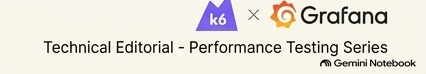 k6 × Grafana
Technical Editorial - Performance Testing Series
Gemini Notebook